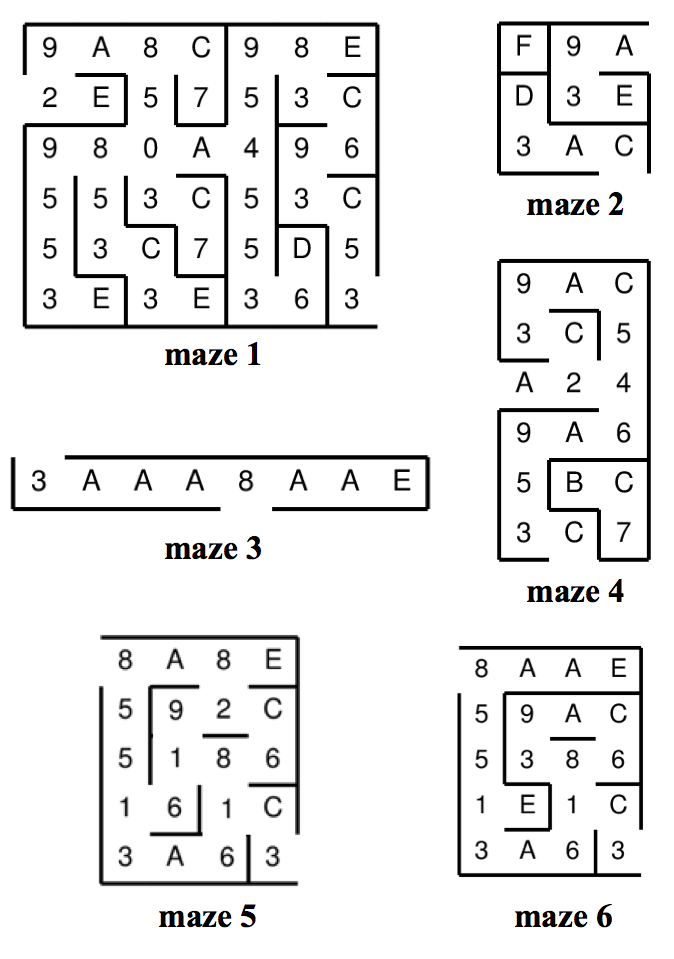 9 A 8 C 9 8 E
2 E 5 7 5 3 C
9 8 0 A 4 9 6
5 5 3 C 5 3 C
5 3 C 7 5 D 5
3 E 3 E 3 6 3
maze 1
F 9 A
D 3 E
3 A C
maze 2
3 A A A 8 A A E
maze 3
9 A C
3 C 5
A 2 4
9 A 6
5 B C
3 C 7
maze 4
8 A 8 E
5 9 2 C
5 1 8 6
1 6 1 C
3 A 6 3
maze 5
8 A A E
5 9 A C
5 3 8 6
1 E 1 C
3 A 6 3
maze 6